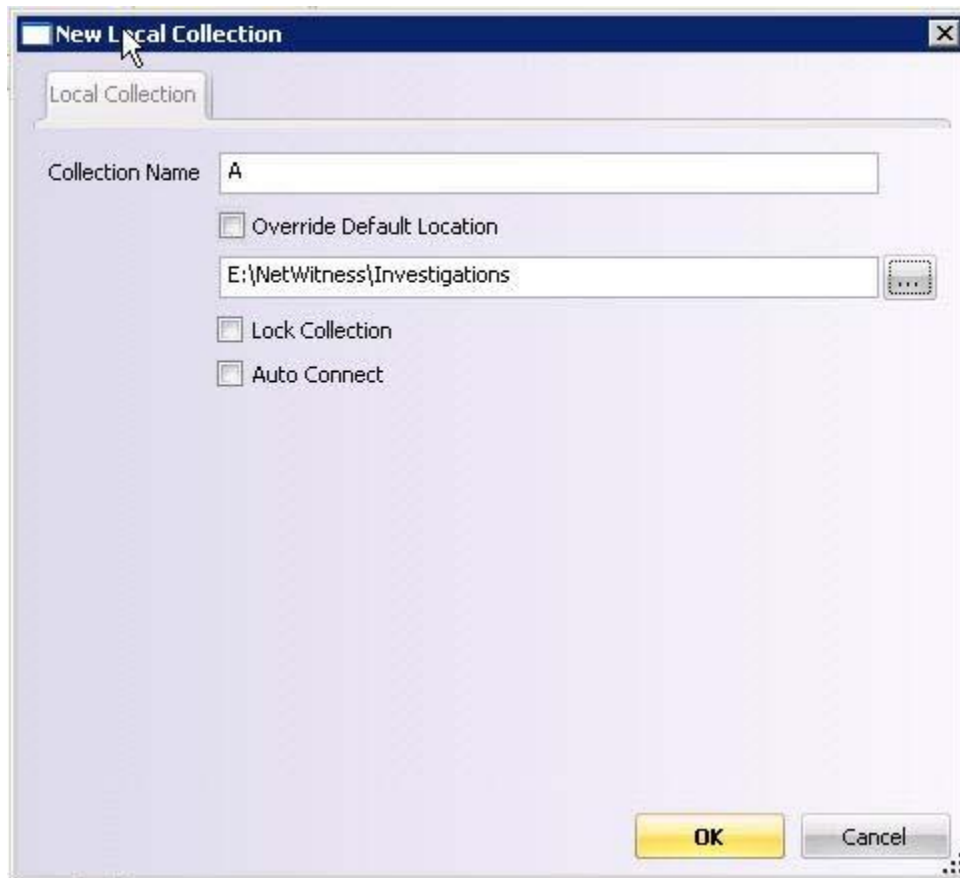 New Local Collection
Local Collection
Collection Name A
Override Default Location
E:\NetWitness\Investigations
...
Lock Collection
Auto Connect
OK Cancel